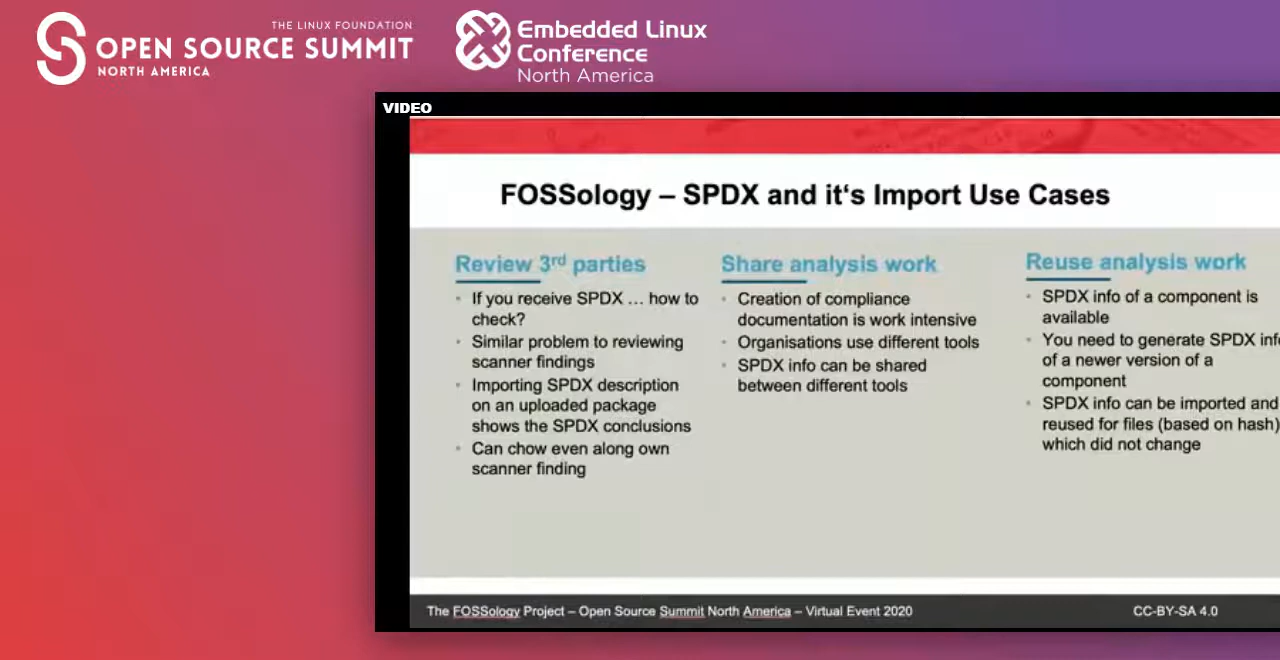 THE LINUX FOUNDATION
OPEN SOURCE SUMMIT
NORTH AMERICA
Embedded Linux
Conference
North America
VIDEO
FOSSology – SPDX and it‘s Import Use Cases
Review 3rd parties
If you receive SPDX … how to
check?
Similar problem to reviewing
scanner findings
Importing SPDX description
on an uploaded package
shows the SPDX conclusions
Can chow even along own
scanner finding
Share analysis work
Creation of compliance
documentation is work intensive
Organisations use different tools
SPDX info can be shared
between different tools
Reuse analysis work
SPDX info of a component is
available
You need to generate SPDX
of a newer version of a
component
SPDX info can be imported and
reused for files (based on hash)
which did not change
The FOSSology Project – Open Source Summit North America – Virtual Event 2020
CC-BY-SA 4.0